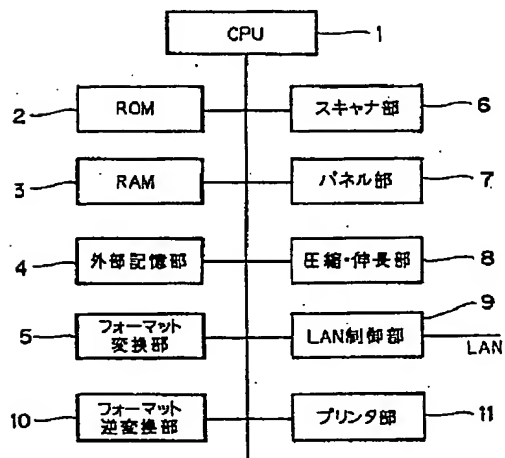 CPU
1
2
ROM
スキャナ部
6
3
RAM
パネル部
7
4
外部記憶部
圧縮・伸長部
8
5
フォーマット
変換部
LAN制御部
9
LAN
10
フォーマット
逆変換部
プリンタ部
11